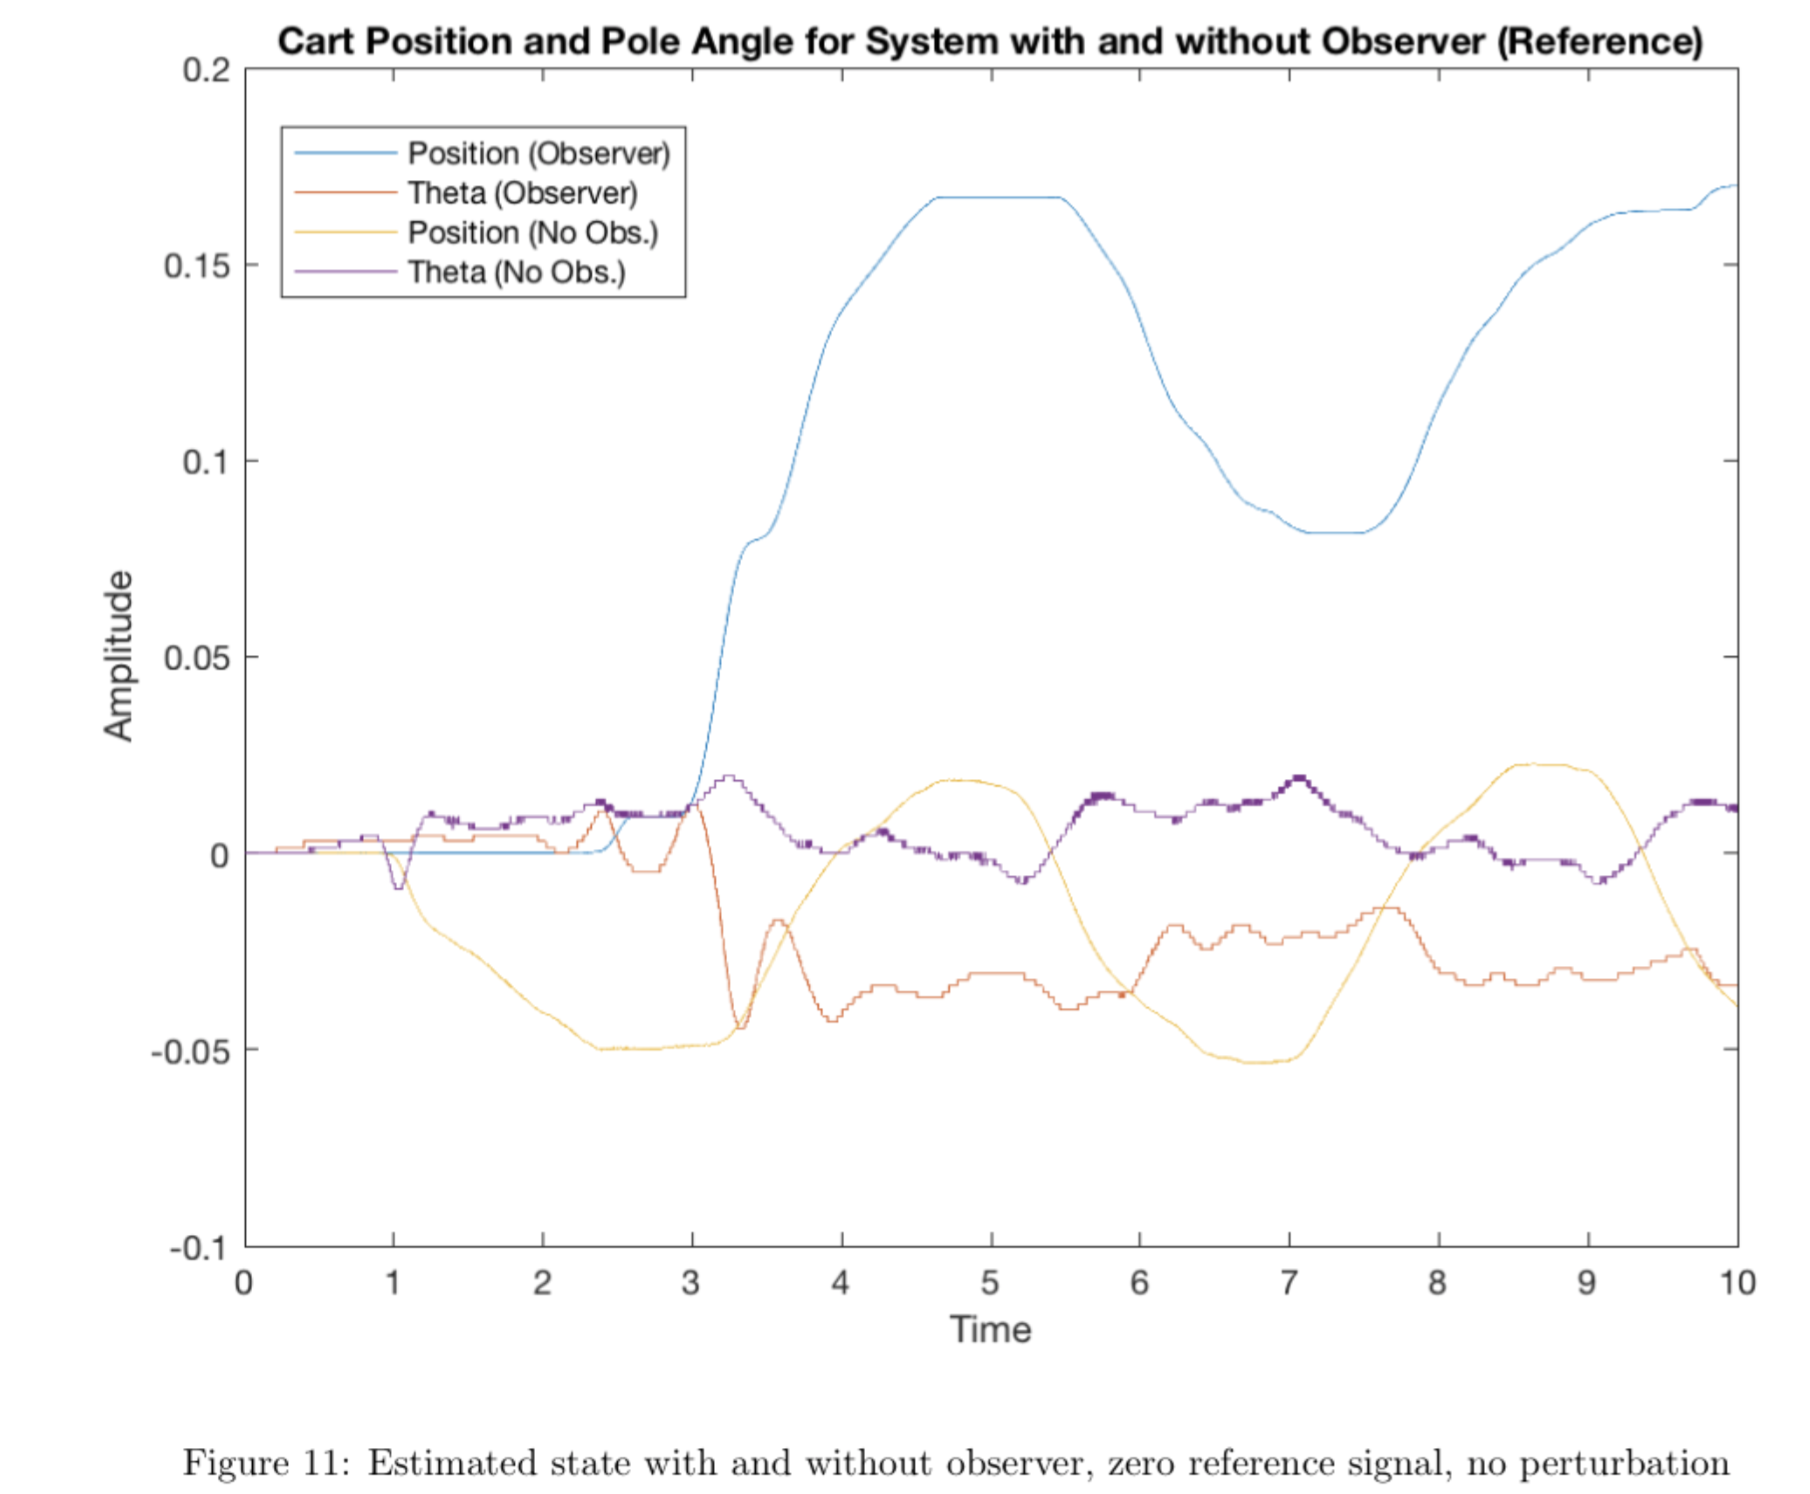 Cart Position and Pole Angle for System with and without Observer (Reference)
0.2
0.15
0.1
0.05
0
-0.05
-0.1
Amplitude
Position (Observer)
Theta (Observer)
Position (No Obs.)
Theta (No Obs.)
0 1 2 3 4 5 6 7 8 9 10
Time
Figure 11: Estimated state with and without observer, zero reference signal, no perturbation